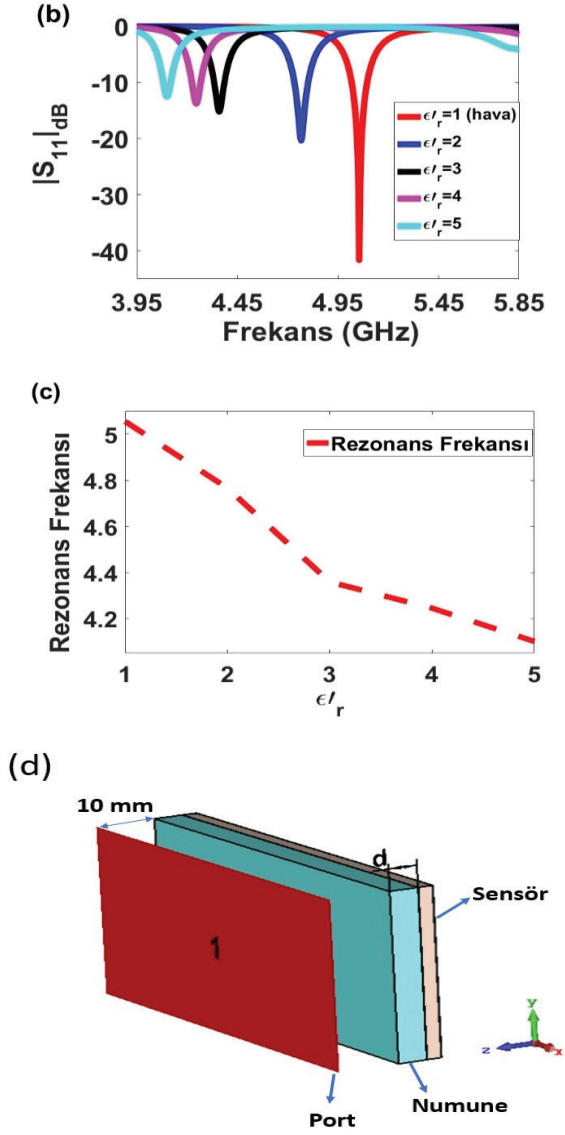 (b)
0
-10
-20
-30
-40
|S11|dB
ϵ′r=1 (hava)
ϵ′r=2
ϵ′r=3
ϵ′r=4
ϵ′r=5
3.95 4.45 4.95 5.45 5.85
Frekans (GHz)
(c)
5
4.8
4.6
4.4
4.2
Rezonans Frekansı
Rezonans Frekansı
1 2 3 4 5
ϵ′r
(d)
10 mm
d
Sensör
1
y
z x
Numune
Port